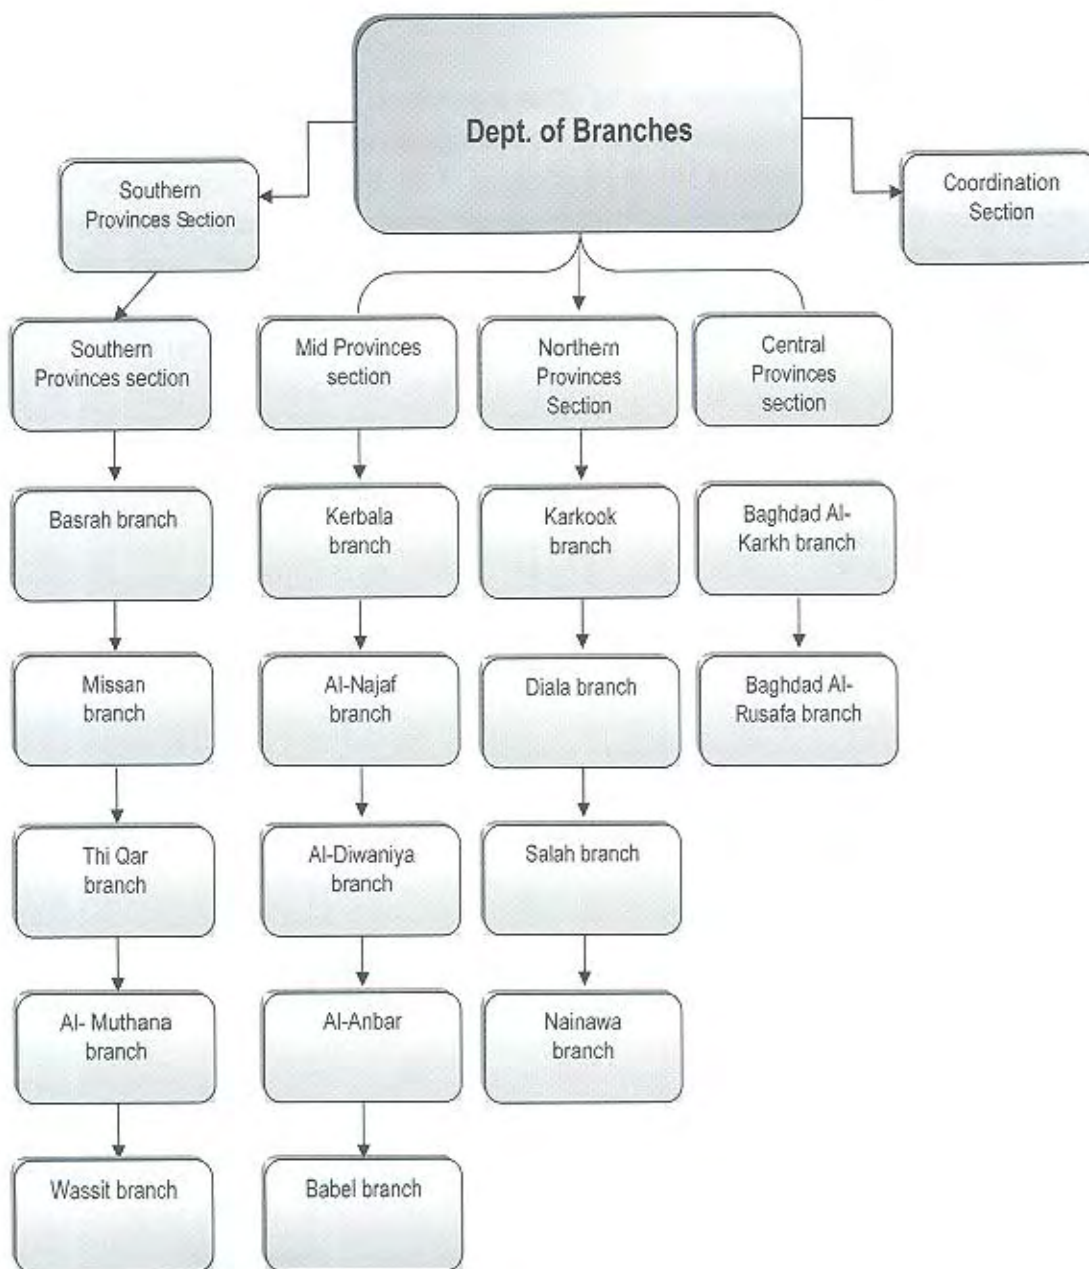 Dept. of Branches
Southern
Provinces Section
Coordination
Section
Southern
Provinces section
Mid Provinces
section
Northern
Provinces
Section
Central
Provinces
section
Basrah branch
Kerbala
branch
Karkook
branch
Baghdad Al-
Karkh branch
Missan
branch
Al-Najaf
branch
Diala branch
Baghdad Al-
Rusafa branch
Thi Qar
branch
Al-Diwaniya
branch
Salah branch
Al- Muthana
branch
Al-Anbar
Nainawa
branch
Wassit branch
Babel branch